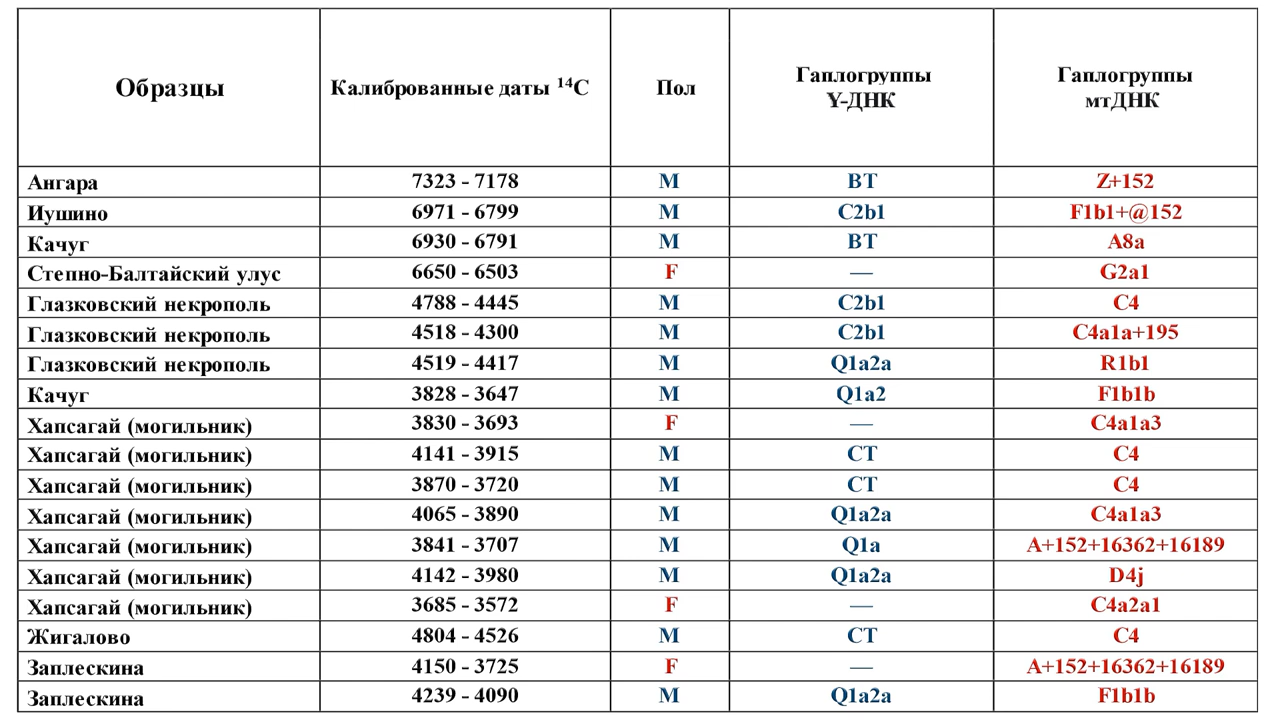 Образцы Калиброванные даты ¹⁴C Пол Гаплогруппы Y-ДНК Гаплогруппы мтДНК
Ангара 7323 - 7178 M BT Z+152
Иушино 6971 - 6799 M C2b1 F1b1+@152
Качуг 6930 - 6791 M BT A8a
Степно-Балтайский улус 6650 - 6503 F — G2a1
Глазковский некрополь 4788 - 4445 M C2b1 C4
Глазковский некрополь 4518 - 4300 M C2b1 C4a1a+195
Глазковский некрополь 4519 - 4417 M Q1a2a R1b1
Качуг 3828 - 3647 M Q1a2 F1b1b
Хапсагай (могильник) 3830 - 3693 F — C4a1a3
Хапсагай (могильник) 4141 - 3915 M CT C4
Хапсагай (могильник) 3870 - 3720 M CT C4
Хапсагай (могильник) 4065 - 3890 M Q1a2a C4a1a3
Хапсагай (могильник) 3841 - 3707 M Q1a A+152+16362+16189
Хапсагай (могильник) 4142 - 3980 M Q1a2a D4j
Хапсагай (могильник) 3685 - 3572 F — C4a2a1
Жигалово 4804 - 4526 M CT C4
Заплескина 4150 - 3725 F — A+152+16362+16189
Заплескина 4239 - 4090 M Q1a2a F1b1b